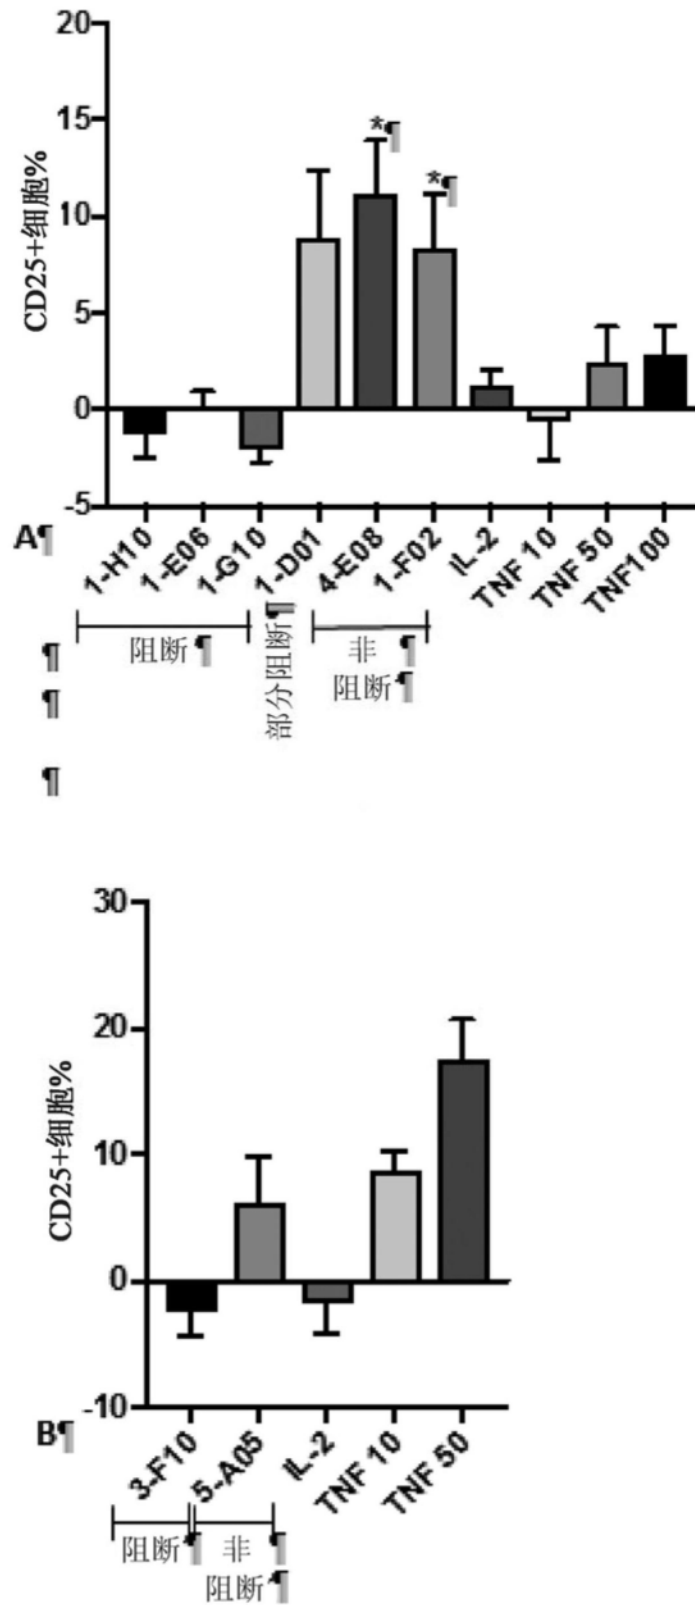 20
15
10
5
0
-5
CD25+细胞%
*¶
*¶
A¶
1-H10
1-E06
1-G10
1-D01
4-E08
1-F02
IL-2
TNF 10
TNF 50
TNF100
阻断¶
部分阻断¶
非¶
阻断¶
¶
¶
¶
30
20
10
0
-10
CD25+细胞%
B¶
3-F10
5-A05
IL-2
TNF 10
TNF 50
阻断¶
非¶
阻断¶